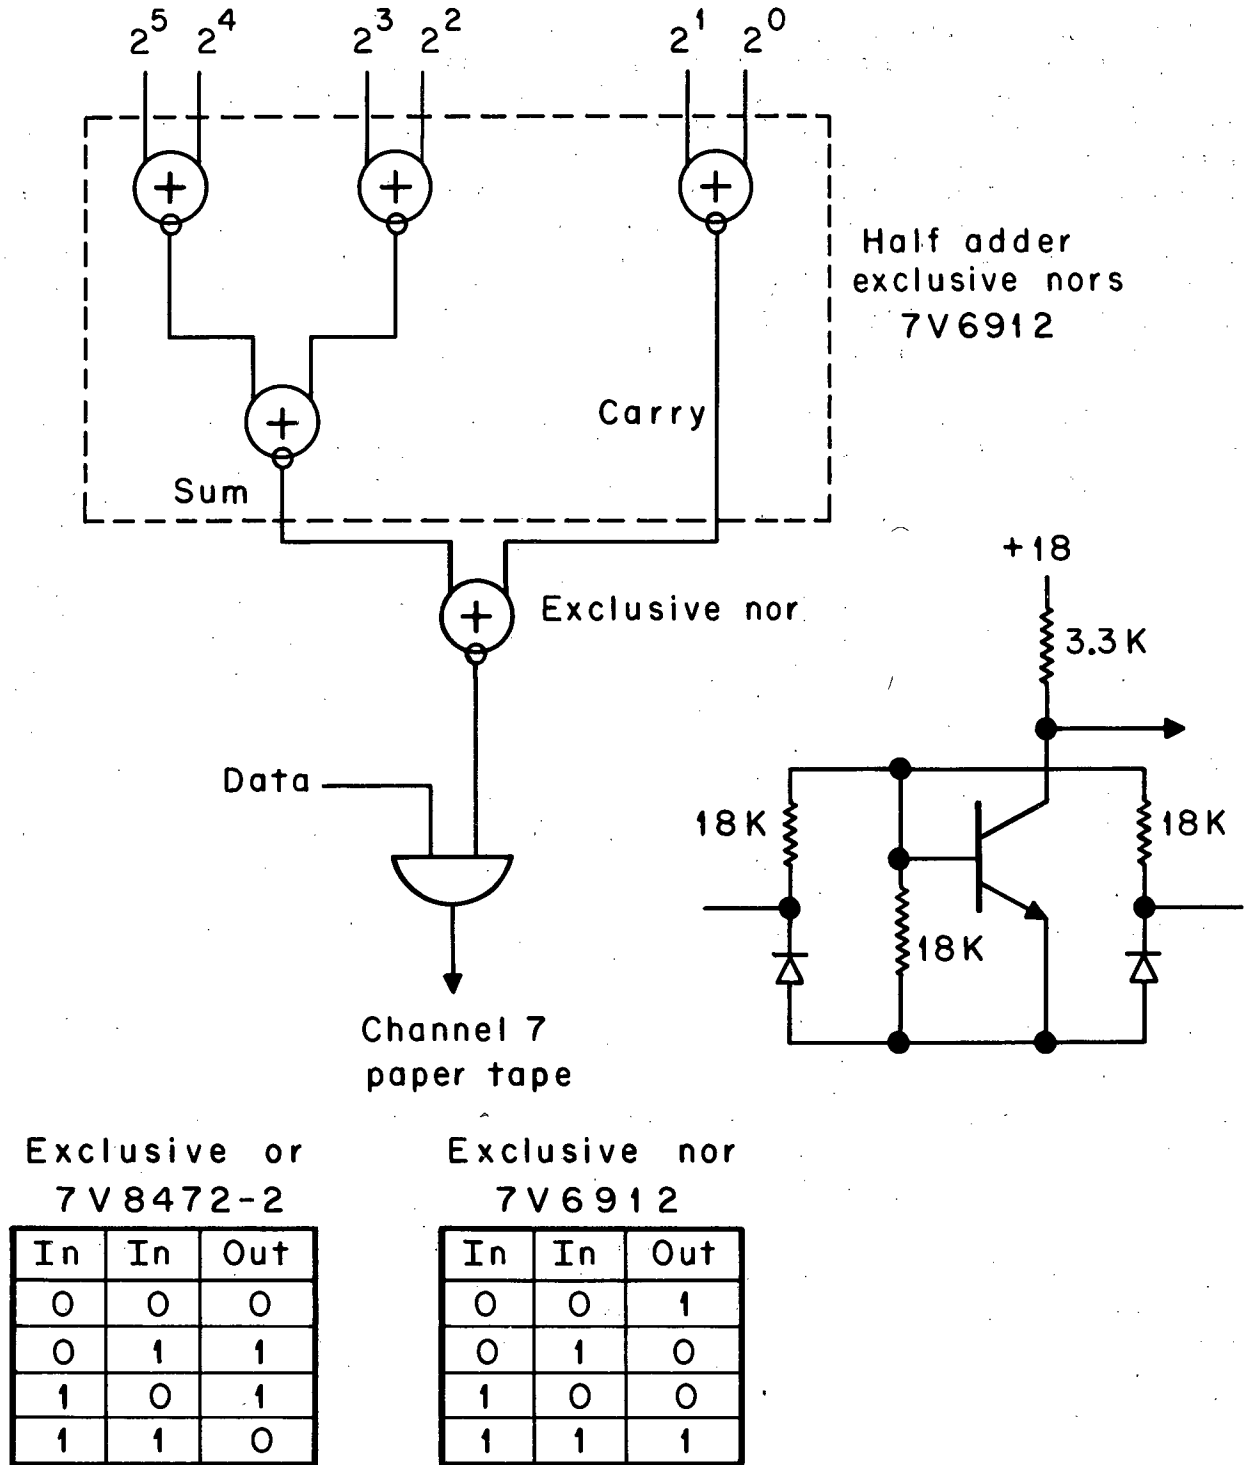 2^5 2^4 2^3 2^2 2^1 2^0
+ + +
Half adder
exclusive nors
7V6912
+
Carry
Sum
+
Exclusive nor
+18
3.3K
Data
18K
18K
18K
Channel 7
paper tape
Exclusive or
7V8472-2
In In Out
0 0 0
0 1 1
1 0 1
1 1 0
Exclusive nor
7V6912
In In Out
0 0 1
0 1 0
1 0 0
1 1 1